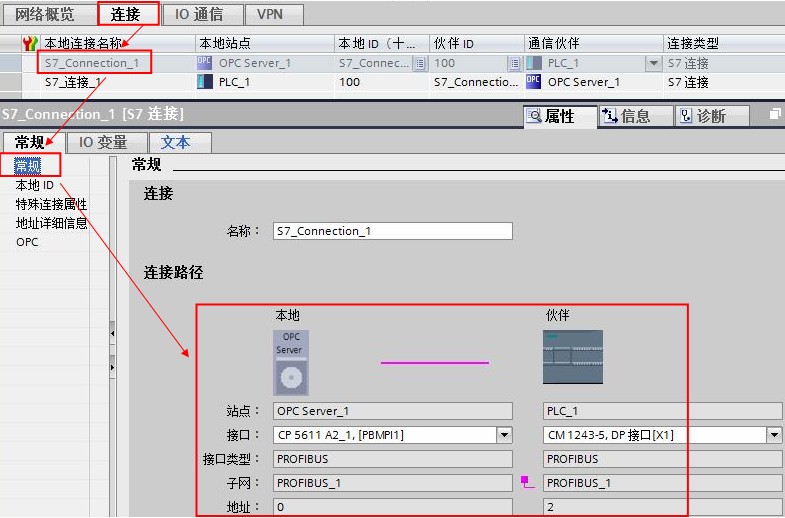 网络概览 连接 IO 通信 VPN
本地连接名称 本地站点 本地 ID（十... 伙伴 ID 通信伙伴 连接类型
S7_Connection_1 OPC OPC Server_1 S7_Connec... 100 PLC_1 S7 连接
S7_连接_1 PLC_1 100 S7_Connectio... OPC OPC Server_1 S7 连接
S7_Connection_1 [S7 连接] 属性 信息 诊断
常规 IO 变量 文本
常规
本地 ID
特殊连接属性
地址详细信息
OPC
常规
连接
名称： S7_Connection_1
连接路径
本地 伙伴
OPC
Server
站点： OPC Server_1 PLC_1
接口： CP 5611 A2_1, [PBMPI1] CM 1243-5, DP 接口[X1]
接口类型： PROFIBUS PROFIBUS
子网： PROFIBUS_1 PROFIBUS_1
地址： 0 2